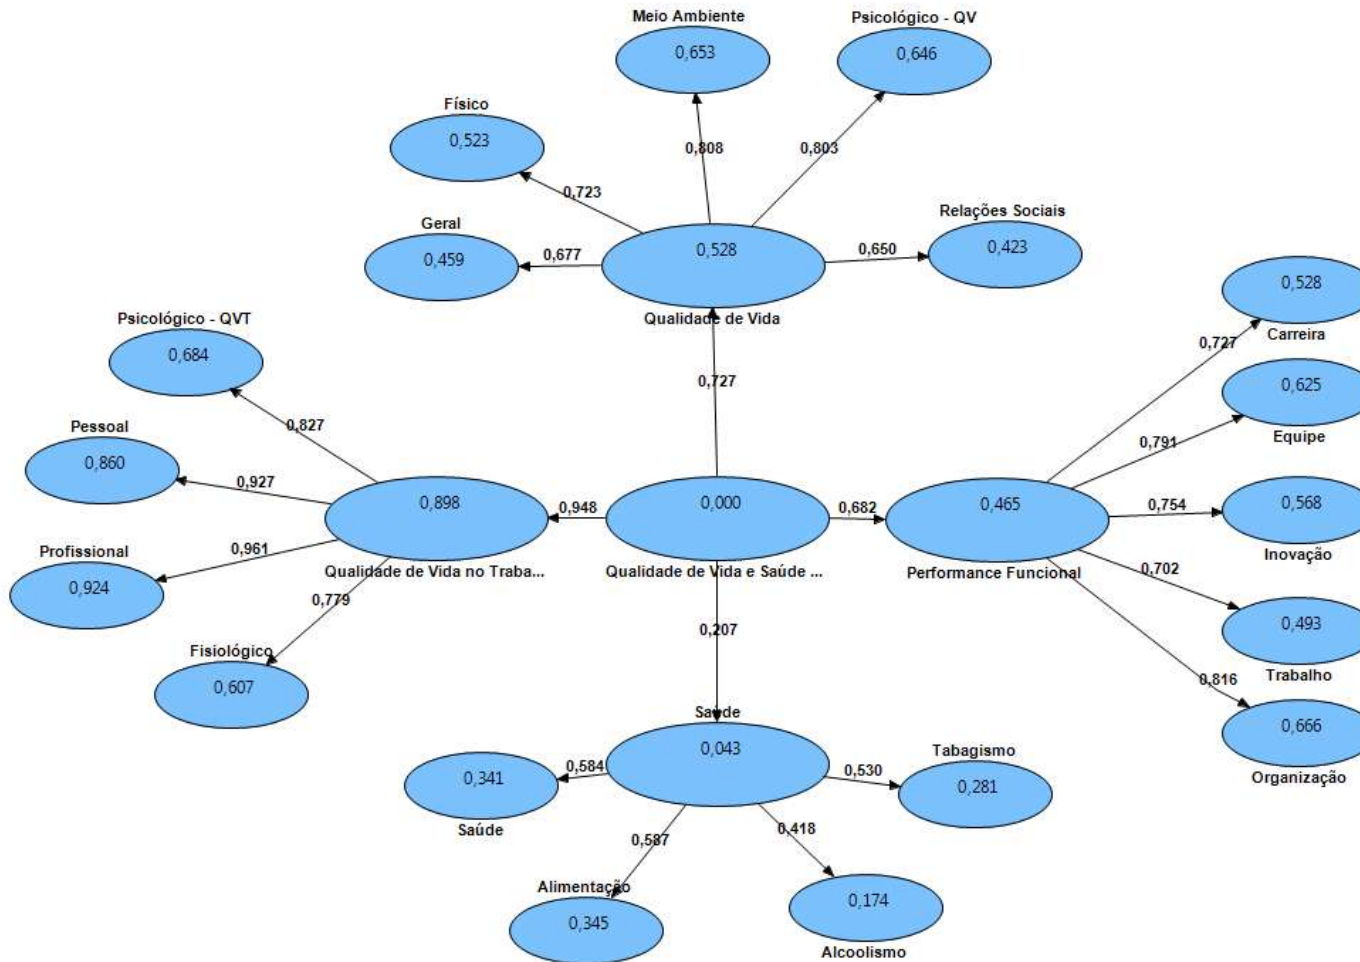 Meio Ambiente
0,653
Psicológico - QV
0,646
Físico
0,523
0,808
0,803
0,723
Geral
0,459
0,677
0,528
Qualidade de Vida
0,650
Relações Sociais
0,423
Psicológico - QVT
0,684
0,727
0,827
Pessoal
0,860
0,927
0,898
Qualidade de Vida no Traba...
0,948
0,000
Qualidade de Vida e Saúde ...
0,682
0,465
Performance Funcional
0,528
Carreira
0,727
0,625
Equipe
0,791
0,754
0,568
Inovação
0,702
0,493
Trabalho
0,816
0,666
Organização
Profissional
0,924
0,961
0,779
Fisiológico
0,607
0,207
Saúde
0,043
0,584
0,341
Saúde
0,530
Tabagismo
0,281
0,587
Alimentação
0,345
0,418
0,174
Alcoolismo